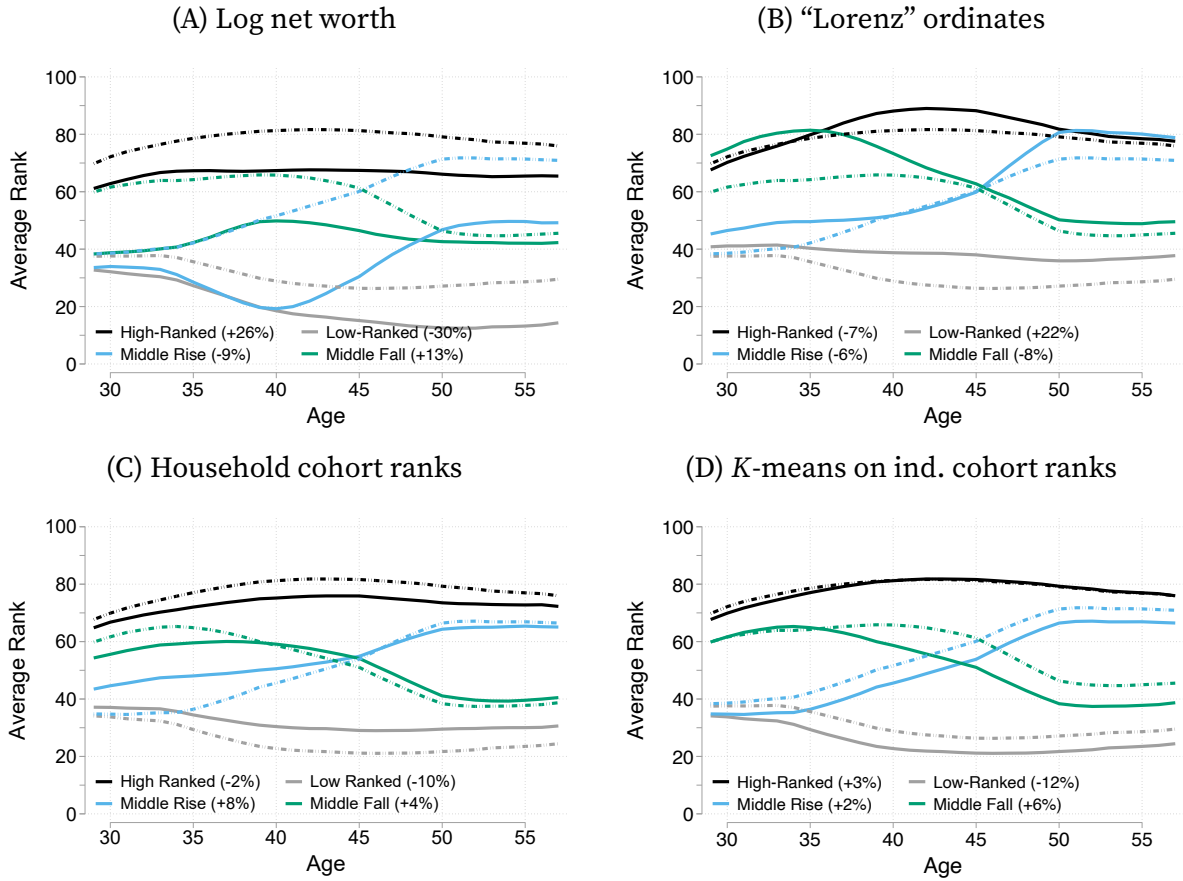 (A) Log net worth
100
80
60
40
20
0
Average Rank
High-Ranked (+26%)
Low-Ranked (-30%)
Middle Rise (-9%)
Middle Fall (+13%)
30 35 40 45 50 55
Age
(B) “Lorenz” ordinates
100
80
60
40
20
0
Average Rank
High-Ranked (-7%)
Low-Ranked (+22%)
Middle Rise (-6%)
Middle Fall (-8%)
30 35 40 45 50 55
Age
(C) Household cohort ranks
100
80
60
40
20
0
Average Rank
High Ranked (-2%)
Low Ranked (-10%)
Middle Rise (+8%)
Middle Fall (+4%)
30 35 40 45 50 55
Age
(D) K-means on ind. cohort ranks
100
80
60
40
20
0
Average Rank
High-Ranked (+3%)
Low-Ranked (-12%)
Middle Rise (+2%)
Middle Fall (+6%)
30 35 40 45 50 55
Age